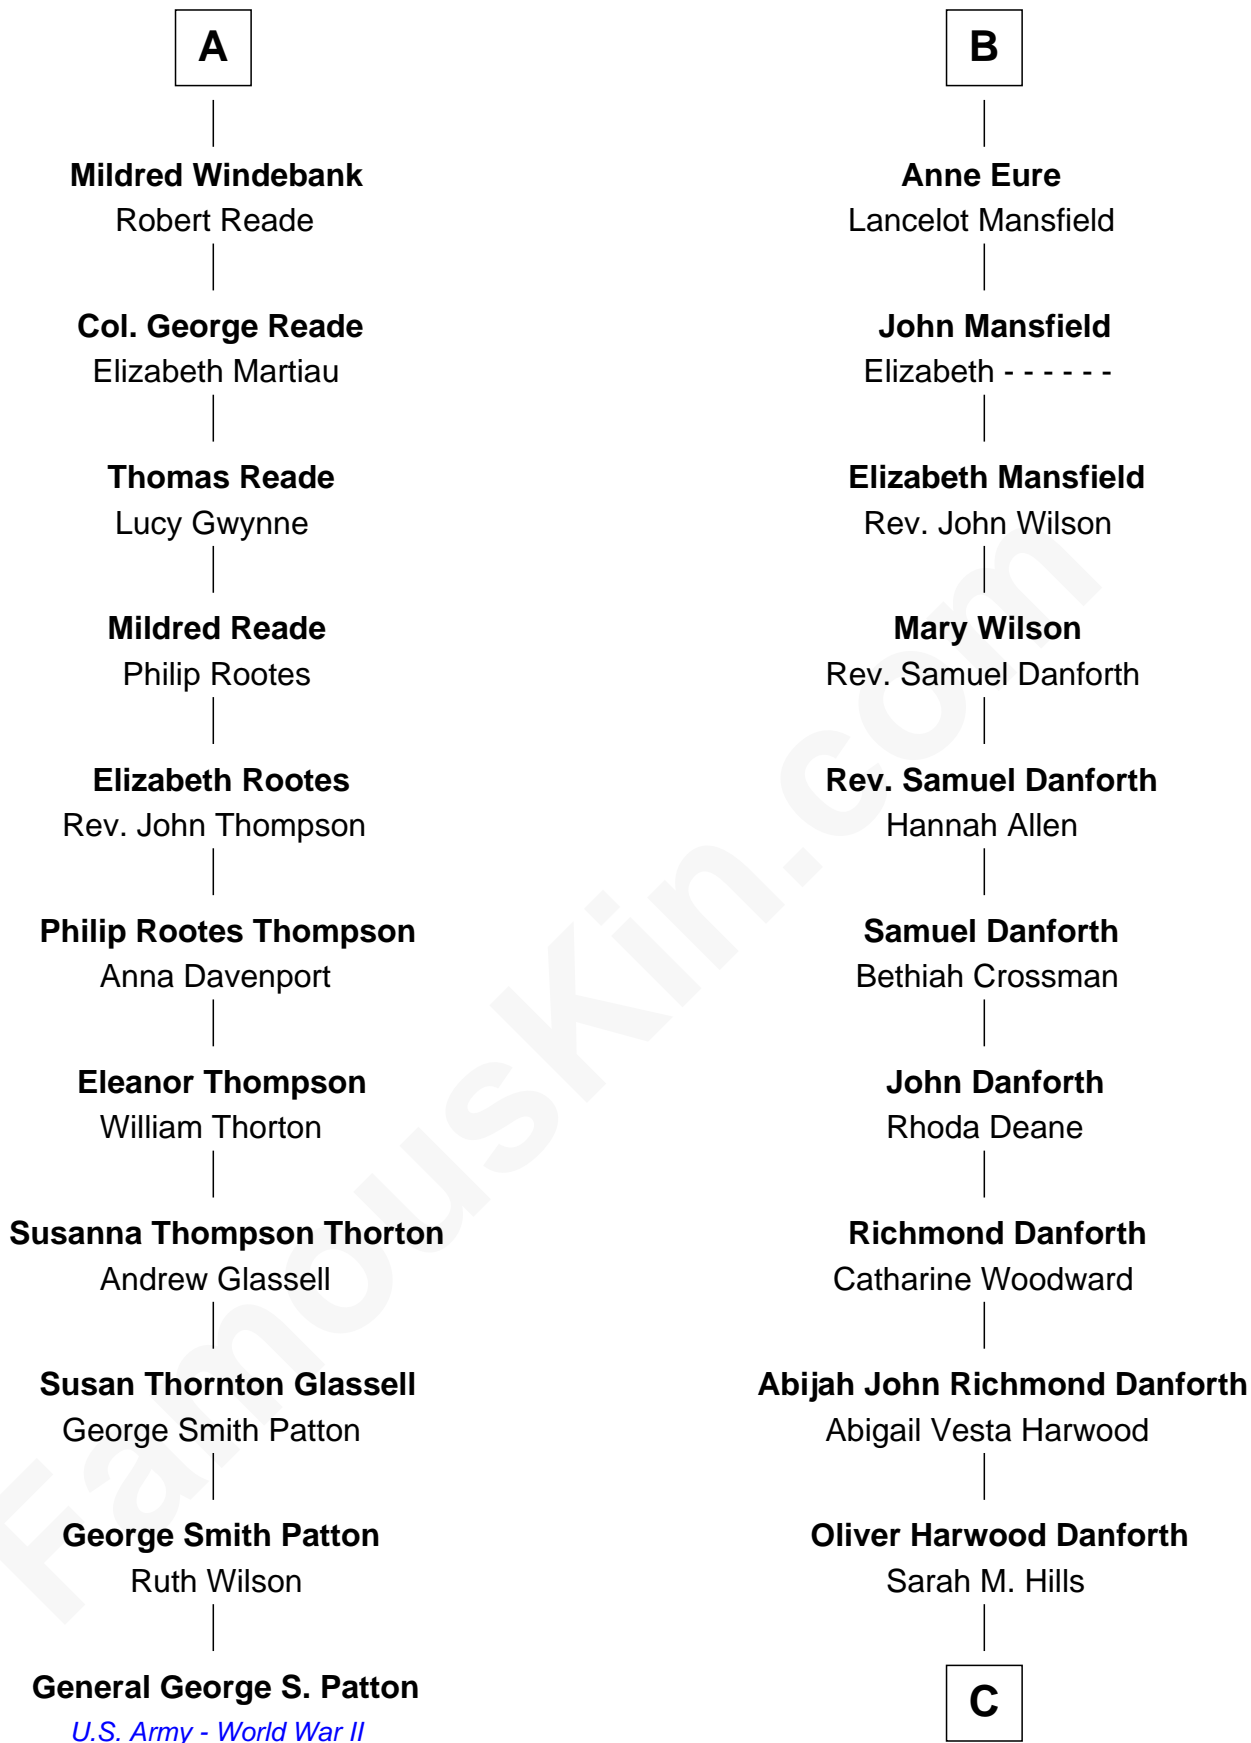 A
Mildred Windebank
Robert Reade
Col. George Reade
Elizabeth Martiau
Thomas Reade
Lucy Gwynne
Mildred Reade
Philip Rootes
Elizabeth Rootes
Rev. John Thompson
Philip Rootes Thompson
Anna Davenport
Eleanor Thompson
William Thorton
Susanna Thompson Thorton
Andrew Glassell
Susan Thornton Glassell
George Smith Patton
George Smith Patton
Ruth Wilson
General George S. Patton
U.S. Army - World War II
B
Anne Eure
Lancelot Mansfield
John Mansfield
Elizabeth - - - - - -
Elizabeth Mansfield
Rev. John Wilson
Mary Wilson
Rev. Samuel Danforth
Rev. Samuel Danforth
Hannah Allen
Samuel Danforth
Bethiah Crossman
John Danforth
Rhoda Deane
Richmond Danforth
Catharine Woodward
Abijah John Richmond Danforth
Abigail Vesta Harwood
Oliver Harwood Danforth
Sarah M. Hills
C
FamousKin.com